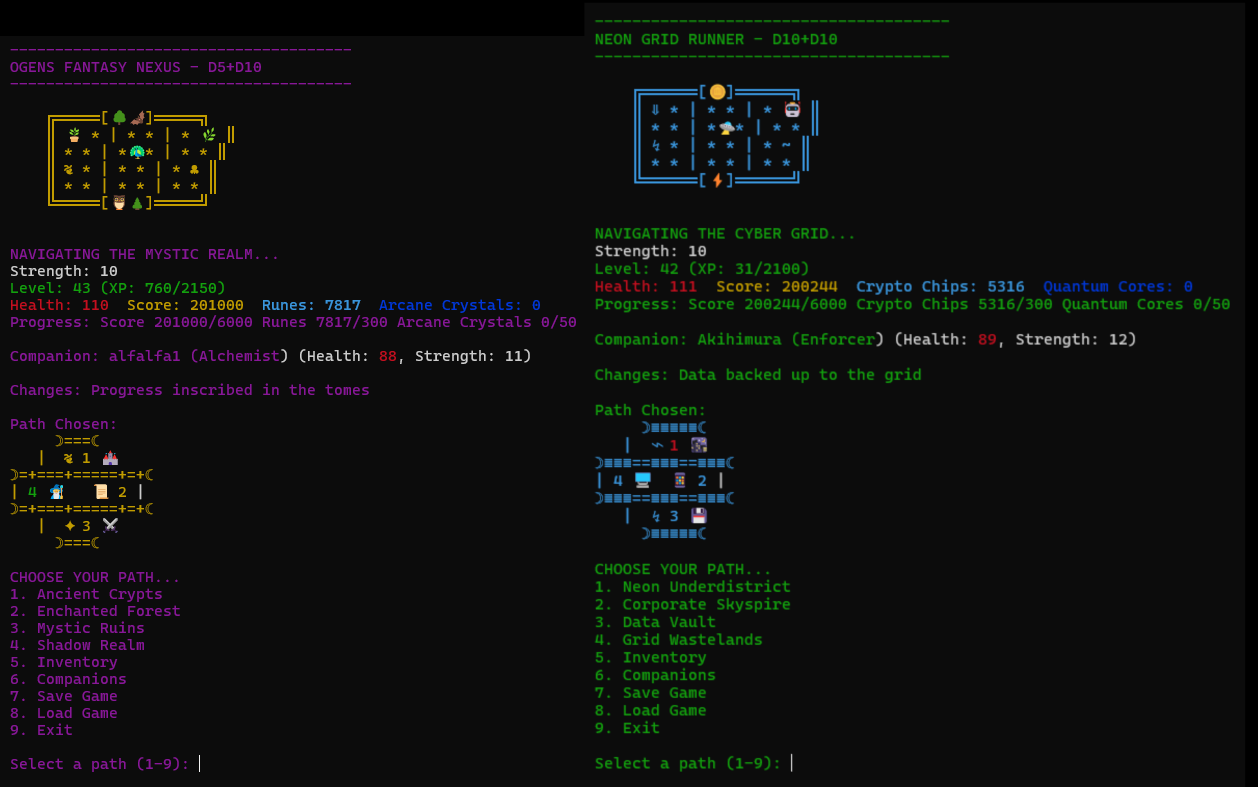 OGENS FANTASY NEXUS - D5+D10
NAVIGATING THE MYSTIC REALM...
Strength: 10
Level: 43 (XP: 760/2150)
Health: 110  Score: 201000  Runes: 7817  Arcane Crystals: 0
Progress: Score 201000/6000 Runes 7817/300 Arcane Crystals 0/50
Companion: alfalfa1 (Alchemist) (Health: 88, Strength: 11)
Changes: Progress inscribed in the tomes
Path Chosen:
1
4 2
3
CHOOSE YOUR PATH...
1. Ancient Crypts
2. Enchanted Forest
3. Mystic Ruins
4. Shadow Realm
5. Inventory
6. Companions
7. Save Game
8. Load Game
9. Exit
Select a path (1-9):
NEON GRID RUNNER - D10+D10
NAVIGATING THE CYBER GRID...
Strength: 10
Level: 42 (XP: 31/2100)
Health: 111  Score: 200244  Crypto Chips: 5316  Quantum Cores: 0
Progress: Score 200244/6000 Crypto Chips 5316/300 Quantum Cores 0/50
Companion: Akihimura (Enforcer) (Health: 89, Strength: 12)
Changes: Data backed up to the grid
Path Chosen:
1
4 2
3
CHOOSE YOUR PATH...
1. Neon Underdistrict
2. Corporate Skyspire
3. Data Vault
4. Grid Wastelands
5. Inventory
6. Companions
7. Save Game
8. Load Game
9. Exit
Select a path (1-9):